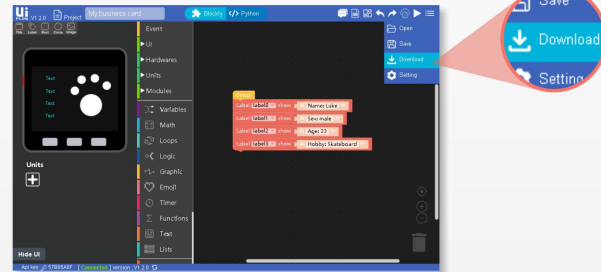 UiFlow V1.2.0 Project My business card Blockly </> Python
Title Label Rect Circle Image
Event
UI
Hardwares
Units
Modules
Variables
Math
Loops
Logic
Graphic
Emoji
Timer
Functions
Text
Lists
Text
Text
Text
Text
Units
Hide UI
Setup
Label label0 show Name: Luke
Label label1 show Sex: male
Label label2 show Age: 23
Label label3 show Hobby: Skateboard
Open
Save
Download
Setting
Save
Download
Setting
Api key 57B05AEF [Connected] version :V1.2.0